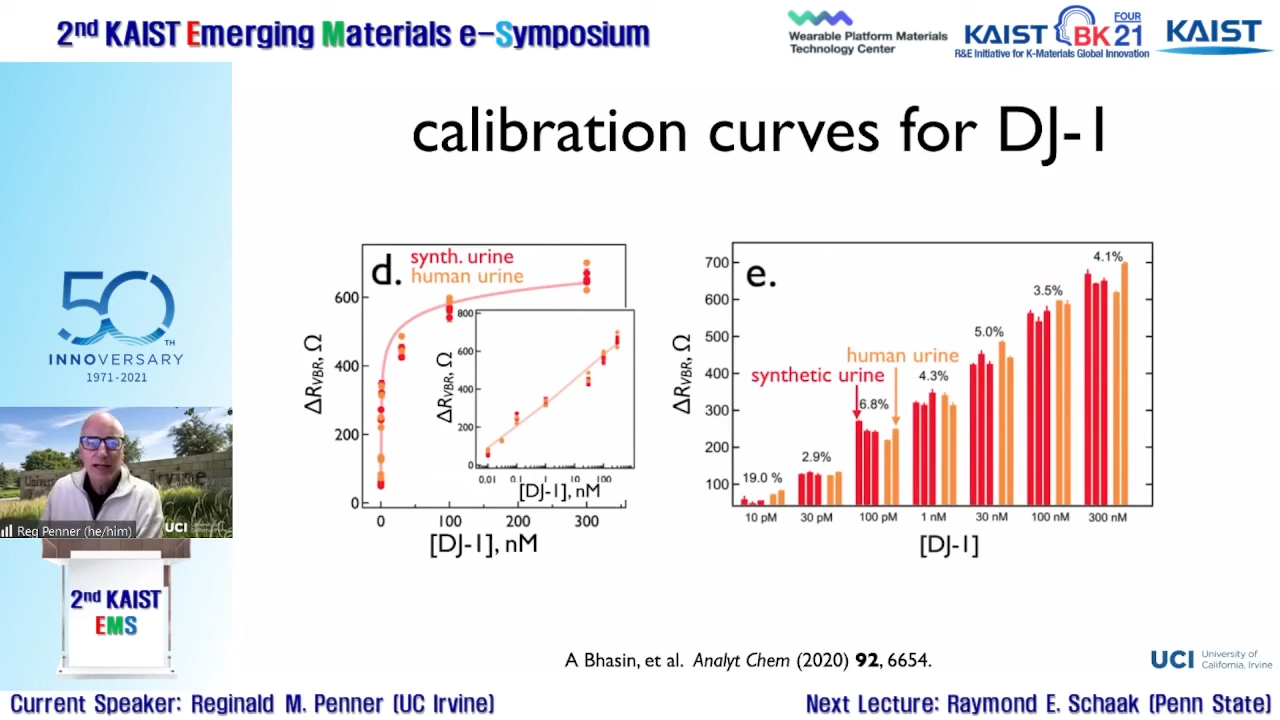 2nd KAIST Emerging Materials e-Symposium
Wearable Platform Materials
Technology Center
KAIST BK21 FOUR
R&E Initiative for K-Materials Global Innovation
KAIST
calibration curves for DJ-1
50TH
INNOVERSARY
1971-2021
d.
synth. urine
human urine
ΔRVBR, Ω
600
400
200
0
0 100 200 300
[DJ-1], nM
ΔRVBR, Ω
800
600
400
200
0
0.01 0.1 1 10 100
[DJ-1], nM
e.
ΔRVBR, Ω
700
600
500
400
300
200
100
synthetic urine
human urine
19.0 %
2.9%
6.8%
4.3%
5.0%
3.5%
4.1%
10 pM 30 pM 100 pM 1 nM 30 nM 100 nM 300 nM
[DJ-1]
Irvine
Reg Penner (he/him)
UCI
2nd KAIST
EMS
A Bhasin, et al. Analyt Chem (2020) 92, 6654.
UCI University of
California, Irvine
Current Speaker: Reginald M. Penner (UC Irvine)
Next Lecture: Raymond E. Schaak (Penn State)